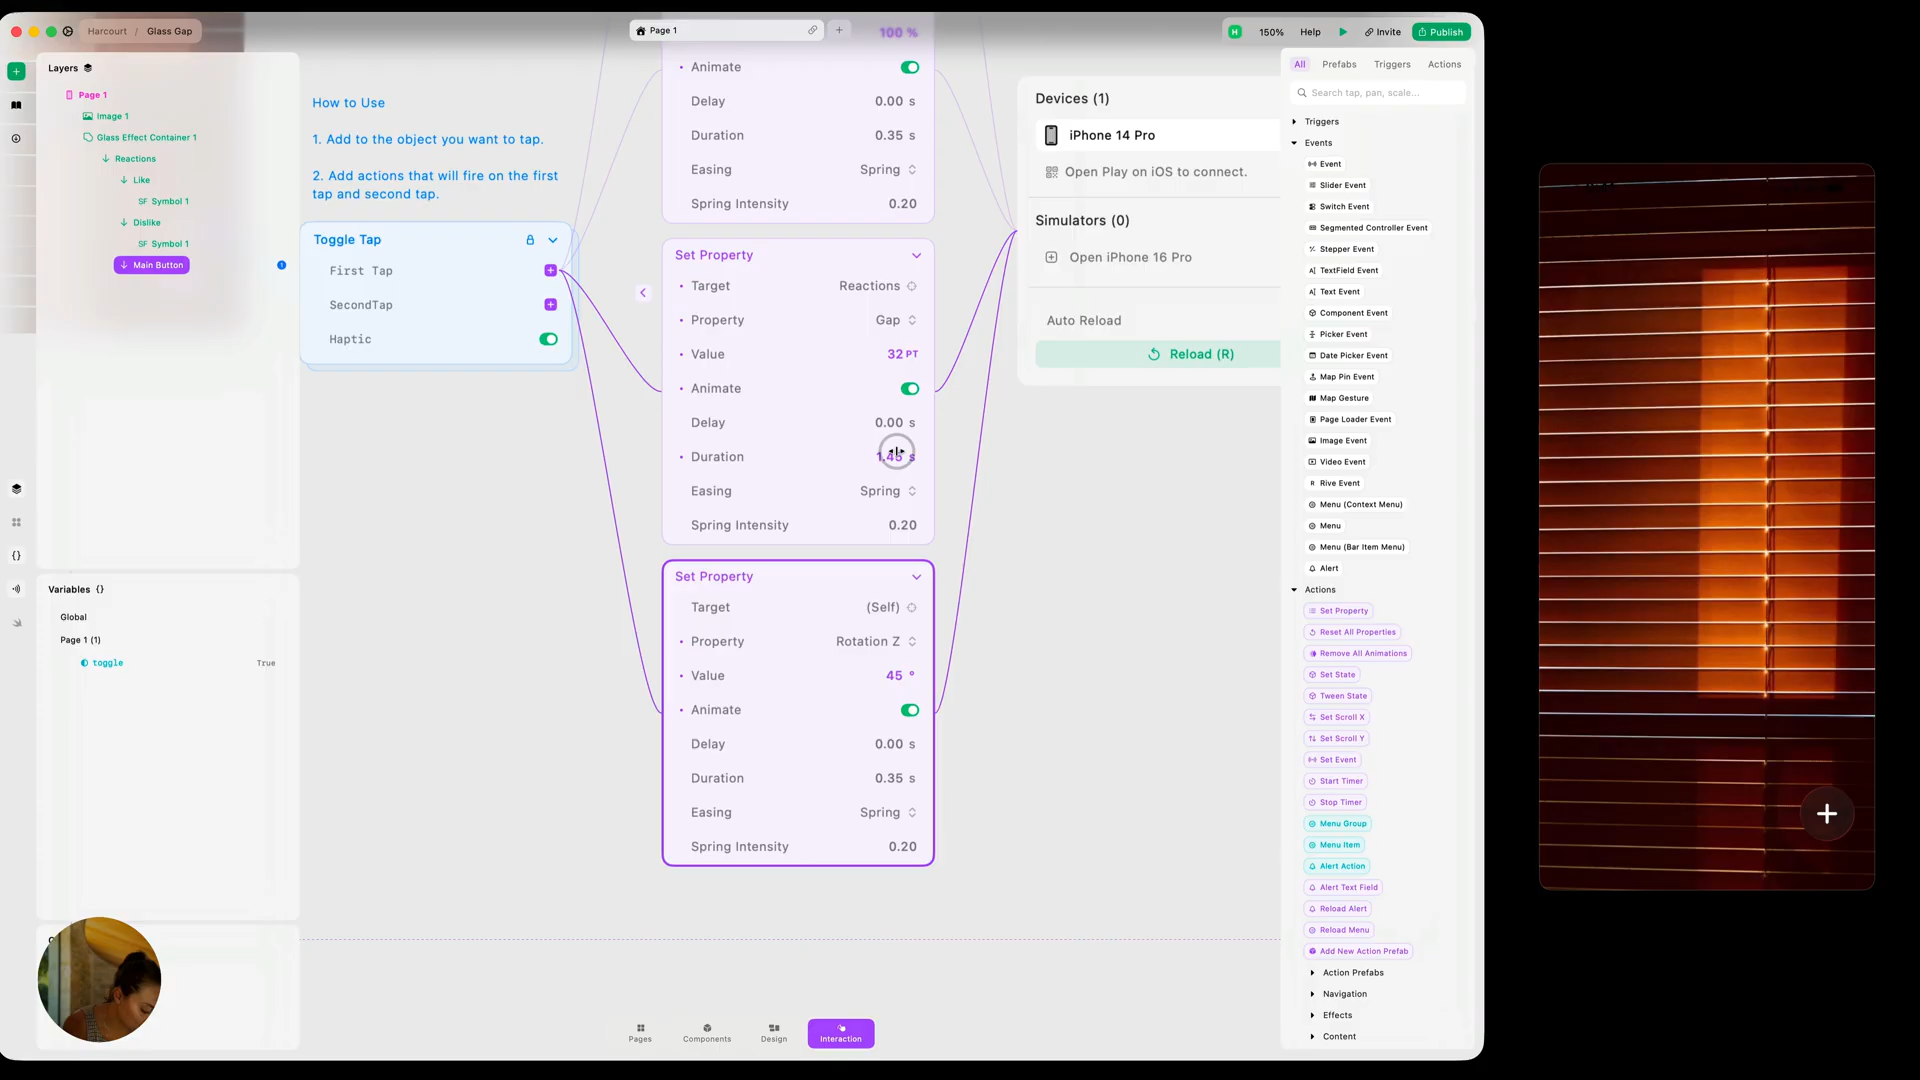 Harcourt / Glass Gap
Page 1
H
150%
Help
Invite
Publish
Layers
Page 1
Image 1
Glass Effect Container 1
Reactions
Like
SF Symbol 1
Dislike
SF Symbol 1
Main Button
1
Variables {}
Global
Page 1 (1)
toggle
True
How to Use
1. Add to the object you want to tap.
2. Add actions that will fire on the first
tap and second tap.
Toggle Tap
First Tap
SecondTap
Haptic
100 %
Animate
Delay 0.00 s
Duration 0.35 s
Easing Spring
Spring Intensity 0.20
Set Property
Target Reactions
Property Gap
Value 32 PT
Animate
Delay 0.00 s
Duration 1.45 s
Easing Spring
Spring Intensity 0.20
Set Property
Target (Self)
Property Rotation Z
Value 45 °
Animate
Delay 0.00 s
Duration 0.35 s
Easing Spring
Spring Intensity 0.20
Devices (1)
iPhone 14 Pro
Open Play on iOS to connect.
Simulators (0)
Open iPhone 16 Pro
Auto Reload
Reload (R)
All Prefabs Triggers Actions
Search tap, pan, scale...
Triggers
Events
Event
Slider Event
Switch Event
Segmented Controller Event
Stepper Event
TextField Event
Text Event
Component Event
Picker Event
Date Picker Event
Map Pin Event
Map Gesture
Page Loader Event
Image Event
Video Event
R Rive Event
Menu (Context Menu)
Menu
Menu (Bar Item Menu)
Alert
Actions
Set Property
Reset All Properties
Remove All Animations
Set State
Tween State
Set Scroll X
Set Scroll Y
Set Event
Start Timer
Stop Timer
Menu Group
Menu Item
Alert Action
Alert Text Field
Reload Alert
Reload Menu
Add New Action Prefab
Action Prefabs
Navigation
Effects
Content
Pages
Components
Design
Interaction